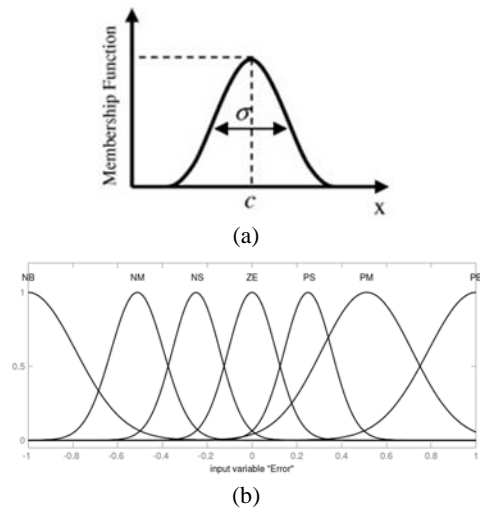 Membership Function
σ
c
x
(a)
NB NM NS ZE PS PM PB
1
0.5
0
-1 -0.8 -0.6 -0.4 -0.2 0 0.2 0.4 0.6 0.8 1
input variable "Error"
(b)